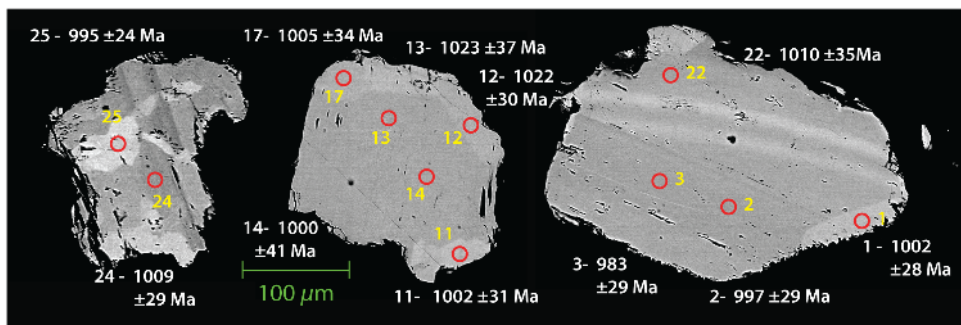 25 - 995 ±24 Ma
17- 1005 ±34 Ma
13- 1023 ±37 Ma
12- 1022
±30 Ma
22- 1010 ±35Ma
25
24
17
13
12
14
11
22
3
2
1
24 - 1009
±29 Ma
14- 1000
±41 Ma
100 µm
11- 1002 ±31 Ma
3- 983
±29 Ma
2- 997 ±29 Ma
1 - 1002
±28 Ma